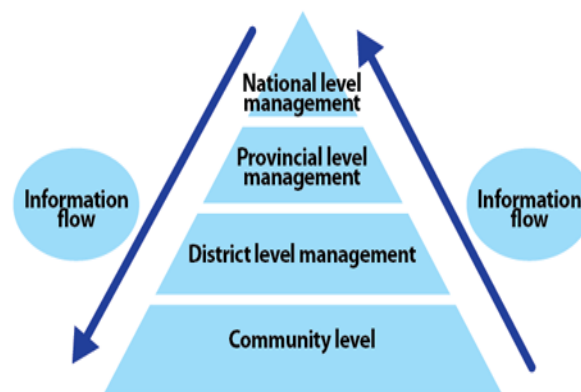 National level
management
Provincial level
management
Information
flow
Information
flow
District level management
Community level